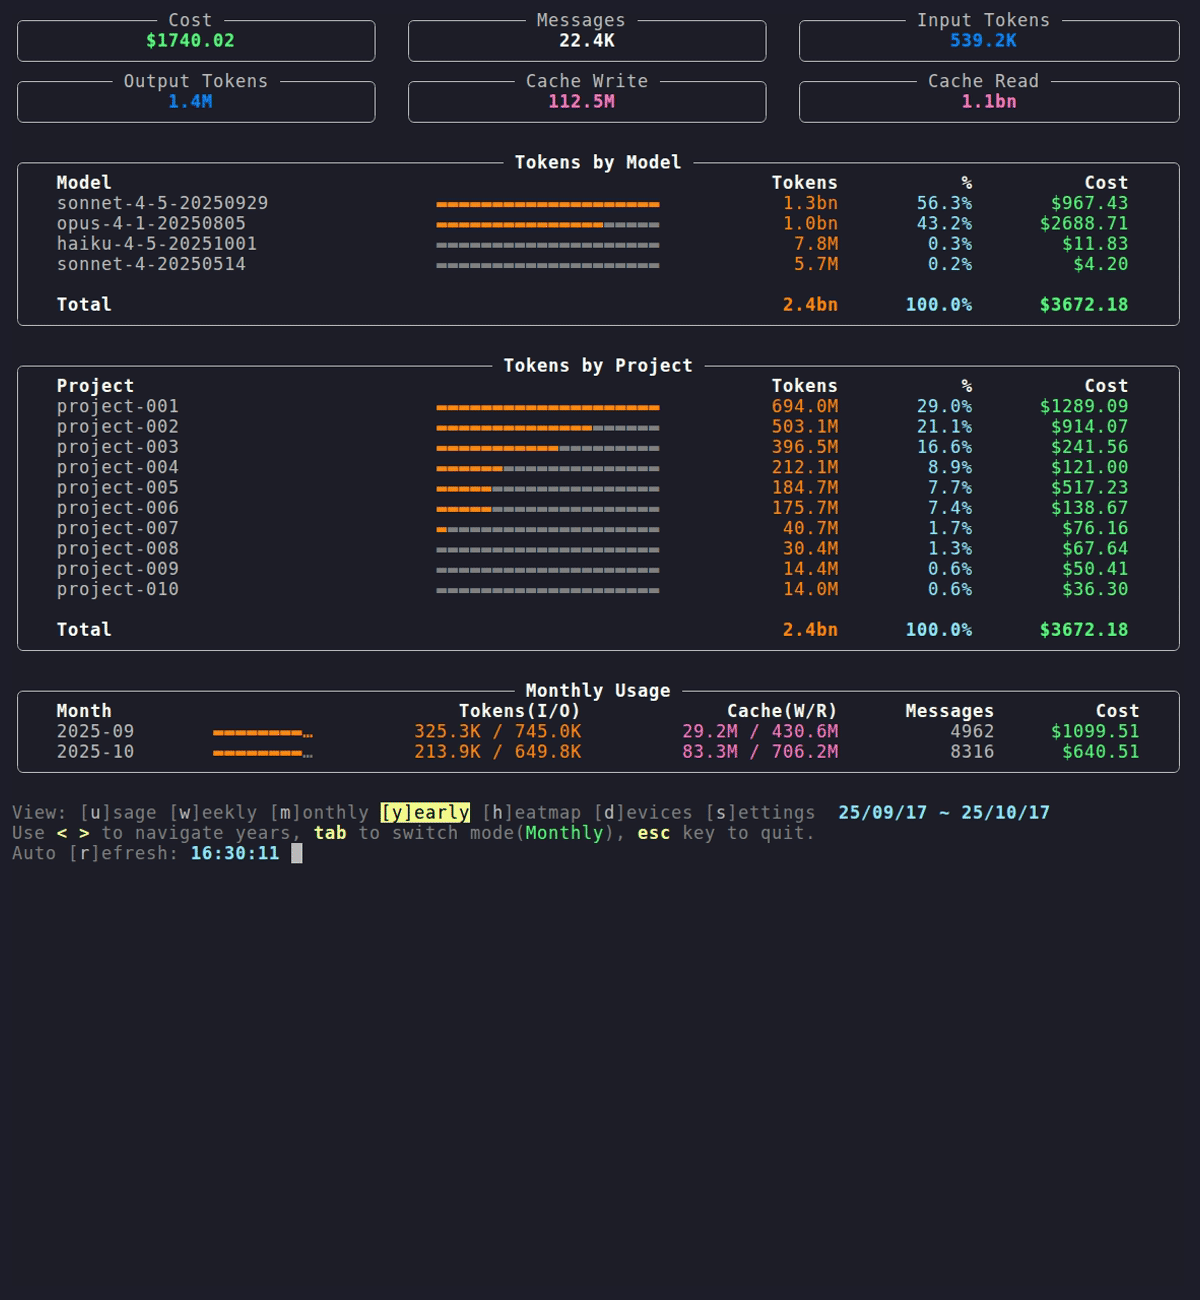 Cost Messages Input Tokens
$1740.02 22.4K 539.2K
Output Tokens Cache Write Cache Read
1.4M 112.5M 1.1bn
Tokens by Model
Model Tokens % Cost
sonnet-4-5-20250929 1.3bn 56.3% $967.43
opus-4-1-20250805 1.0bn 43.2% $2688.71
haiku-4-5-20251001 7.8M 0.3% $11.83
sonnet-4-20250514 5.7M 0.2% $4.20
Total 2.4bn 100.0% $3672.18
Tokens by Project
Project Tokens % Cost
project-001 694.0M 29.0% $1289.09
project-002 503.1M 21.1% $914.07
project-003 396.5M 16.6% $241.56
project-004 212.1M 8.9% $121.00
project-005 184.7M 7.7% $517.23
project-006 175.7M 7.4% $138.67
project-007 40.7M 1.7% $76.16
project-008 30.4M 1.3% $67.64
project-009 14.4M 0.6% $50.41
project-010 14.0M 0.6% $36.30
Total 2.4bn 100.0% $3672.18
Monthly Usage
Month Tokens(I/O) Cache(W/R) Messages Cost
2025-09 … 325.3K / 745.0K 29.2M / 430.6M 4962 $1099.51
2025-10 … 213.9K / 649.8K 83.3M / 706.2M 8316 $640.51
View: [u]sage [w]eekly [m]onthly [y]early [h]eatmap [d]evices [s]ettings 25/09/17 ~ 25/10/17
Use < > to navigate years, tab to switch mode(Monthly), esc key to quit.
Auto [r]efresh: 16:30:11